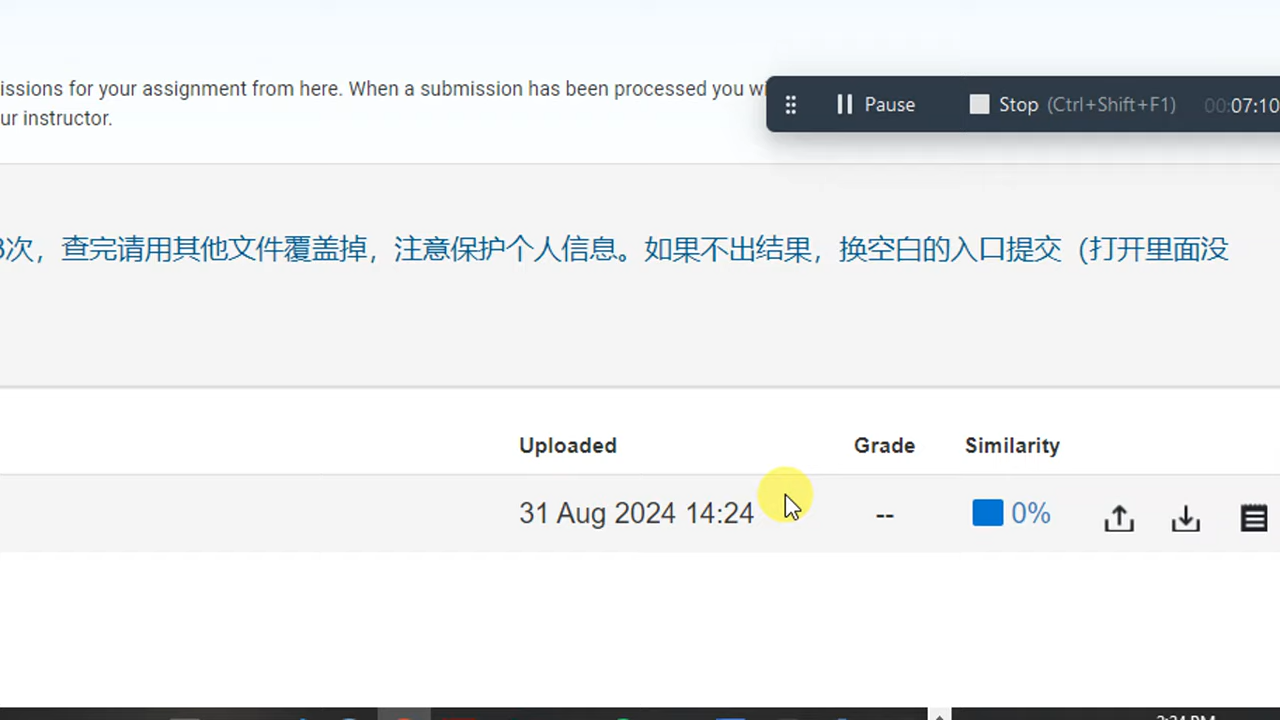 issions for your assignment from here. When a submission has been processed you wi
ur instructor.
Pause Stop (Ctrl+Shift+F1) 00:07:10
3次，查完请用其他文件覆盖掉，注意保护个人信息。如果不出结果，换空白的入口提交（打开里面没
Uploaded Grade Similarity
31 Aug 2024 14:24 -- 0%